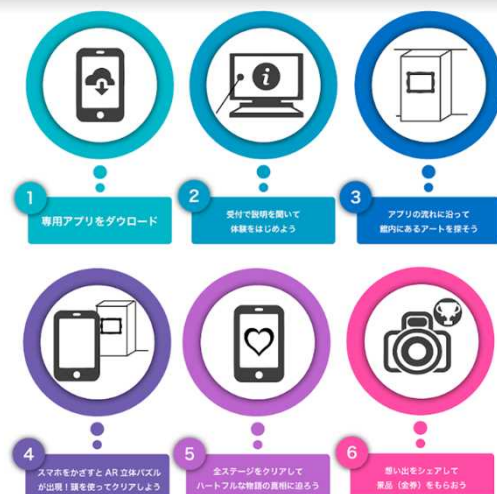 1
専用アプリをダウロード
2
受付で説明を聞いて
体験をはじめよう
3
アプリの流れに沿って
館内にあるアートを探そう
4
スマホをかざすと AR 立体パズル
が出現！頭を使ってクリアしよう
5
全ステージをクリアして
ハートフルな物語の真相に迫ろう
6
想い出をシェアして
景品（金券）をもらおう